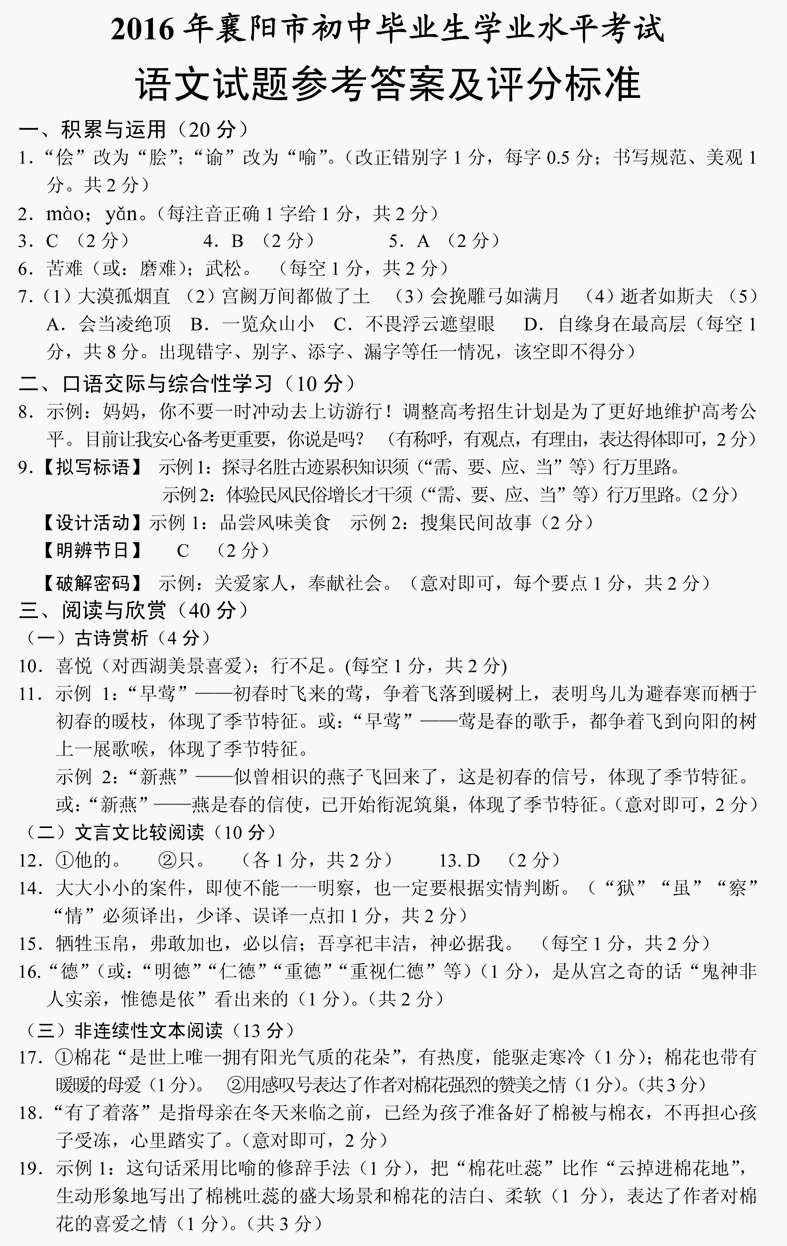 2016 年襄阳市初中毕业生学业水平考试
语文试题参考答案及评分标准
一、积累与运用（20 分）
1．“侩”改为“脍”；“谕”改为“喻”。（改正错别字 1 分，每字 0.5 分；书写规范、美观 1
分。共 2 分）
2．mào；yǎn。（每注音正确 1 字给 1 分，共 2 分）
3．C （2 分） 4．B （2 分） 5．A （2 分）
6．苦难（或：磨难）；武松。 （每空 1 分，共 2 分）
7．（1）大漠孤烟直 （2）宫阙万间都做了土 （3）会挽雕弓如满月 （4）逝者如斯夫 （5）
A．会当凌绝顶 B．一览众山小 C．不畏浮云遮望眼 D．自缘身在最高层（每空 1
分，共 8 分。出现错字、别字、添字、漏字等任一情况，该空即不得分）
二、口语交际与综合性学习（10 分）
8．示例：妈妈，你不要一时冲动去上访游行！调整高考招生计划是为了更好地维护高考公
平。目前让我安心备考更重要，你说是吗？ （有称呼，有观点，有理由，表达得体即可，2 分）
9．【拟写标语】 示例 1：探寻名胜古迹累积知识须（“需、要、应、当”等）行万里路。
示例 2：体验民风民俗增长才干须（“需、要、应、当”等）行万里路。（2 分）
【设计活动】示例 1：品尝风味美食 示例 2：搜集民间故事（2 分）
【明辨节日】 C （2 分）
【破解密码】 示例：关爱家人，奉献社会。（意对即可，每个要点 1 分，共 2 分）
三、阅读与欣赏（40 分）
（一）古诗赏析（4 分）
10．喜悦（对西湖美景喜爱）；行不足。(每空 1 分，共 2 分)
11．示例 1：“早莺”——初春时飞来的莺，争着飞落到暖树上，表明鸟儿为避春寒而栖于
初春的暖枝，体现了季节特征。或：“早莺”——莺是春的歌手，都争着飞到向阳的树
上一展歌喉，体现了季节特征。
示例 2：“新燕”——似曾相识的燕子飞回来了，这是初春的信号，体现了季节特征。
或：“新燕”——燕是春的信使，已开始衔泥筑巢，体现了季节特征。（意对即可，2 分）
（二）文言文比较阅读（10 分）
12．①他的。 ②只。 （各 1 分，共 2 分） 13. D （2 分）
14．大大小小的案件，即使不能一一明察，也一定要根据实情判断。（“狱”“虽”“察”
“情”必须译出，少译、误译一点扣 1 分，共 2 分）
15．牺牲玉帛，弗敢加也，必以信；吾享祀丰洁，神必据我。 （每空 1 分，共 2 分）
16.“德”（或：“明德”“仁德”“重德”“重视仁德”等）（1 分），是从宫之奇的话“鬼神非
人实亲，惟德是依”看出来的（1 分）。（共 2 分）
（三）非连续性文本阅读（13 分）
17．①棉花“是世上唯一拥有阳光气质的花朵”，有热度，能驱走寒冷（1 分）；棉花也带有
暖暖的母爱（1 分）。 ②用感叹号表达了作者对棉花强烈的赞美之情（1 分）。（共 3 分）
18．“有了着落”是指母亲在冬天来临之前，已经为孩子准备好了棉被与棉衣，不再担心孩
子受冻，心里踏实了。（意对即可，2 分）
19．示例 1：这句话采用比喻的修辞手法（1 分），把“棉花吐蕊”比作“云掉进棉花地”，
生动形象地写出了棉桃吐蕊的盛大场景和棉花的洁白、柔软（1 分），表达了作者对棉
花的喜爱之情（1 分）。（共 3 分）